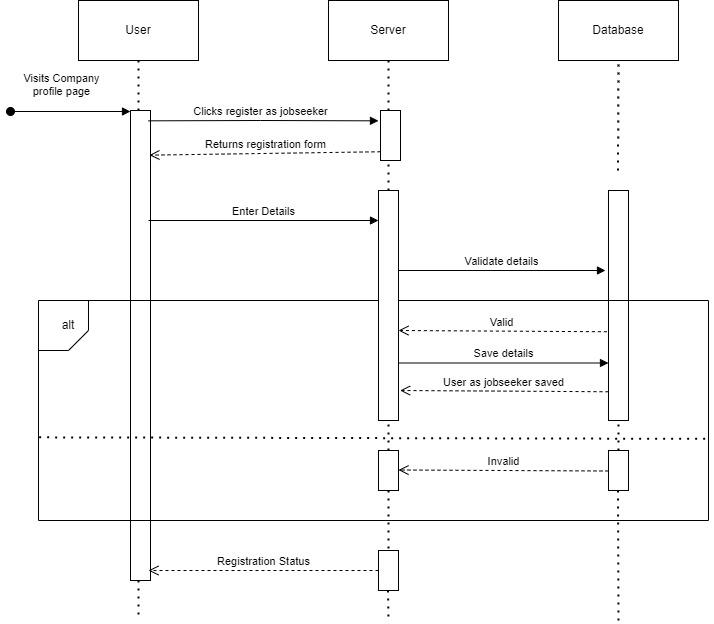 User
Server
Database
Visits Company
profile page
Clicks register as jobseeker
Returns registration form
Enter Details
Validate details
alt
Valid
Save details
User as jobseeker saved
Invalid
Registration Status